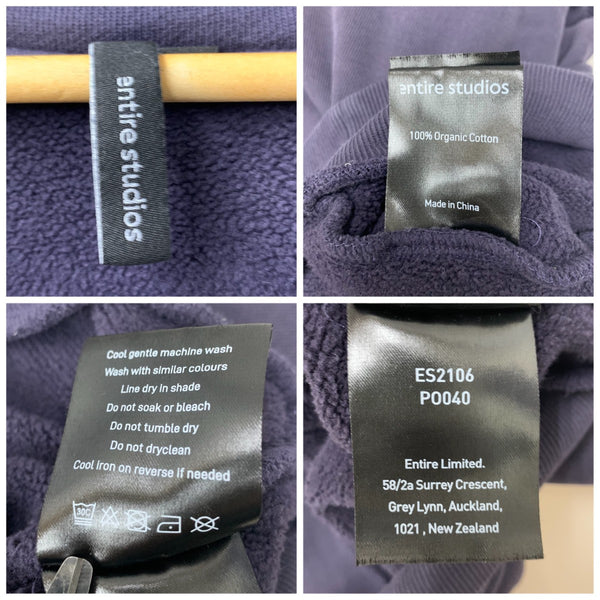 entire studios
entire studios
100% Organic Cotton
Made in China
Cool gentle machine wash
Wash with similar colours
Line dry in shade
Do not soak or bleach
Do not tumble dry
Do not dryclean
Cool Iron on reverse if needed
30C
ES2106
PO040
Entire Limited.
58/2a Surrey Crescent,
Grey Lynn, Auckland,
1021 , New Zealand